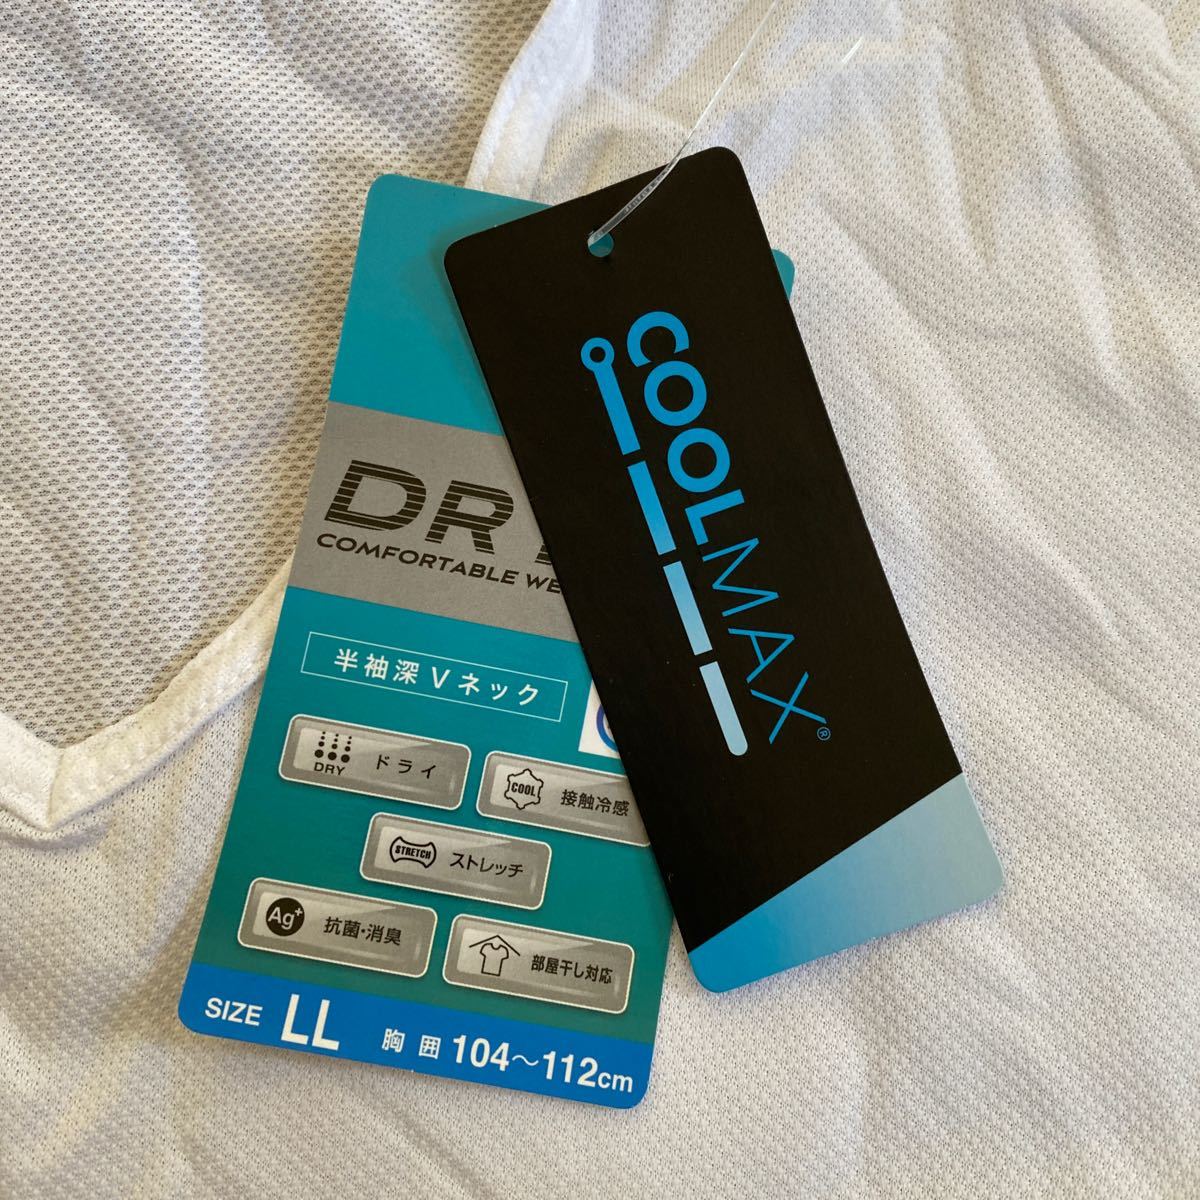 COOLMAX®
DR
COMFORTABLE
半袖深Vネック
DRY ドライ
COOL 接触冷感
STRETCH ストレッチ
Ag+ 抗菌・消臭
部屋干し対応
SIZE LL 胸囲 104～112cm